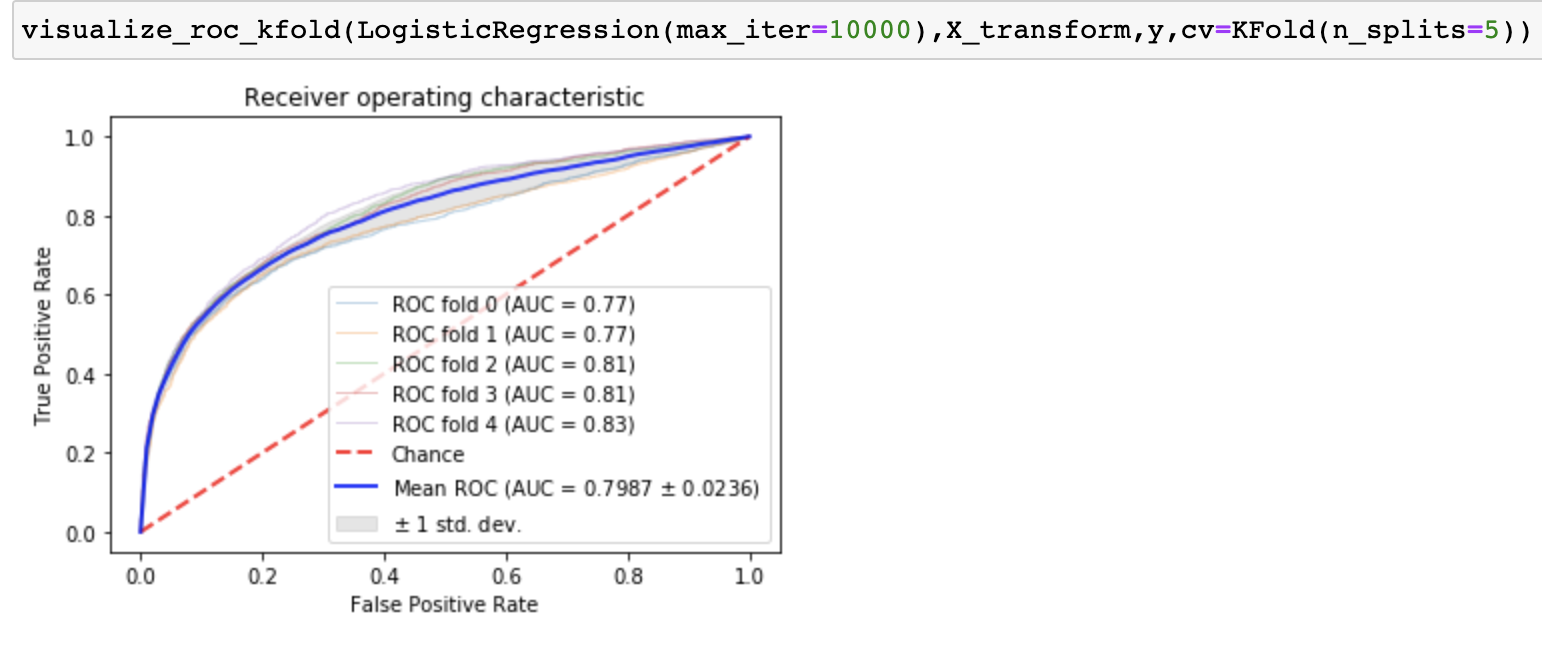 visualize_roc_kfold(LogisticRegression(max_iter=10000),X_transform,y,cv=KFold(n_splits=5))
Receiver operating characteristic
1.0
0.8
0.6
0.4
0.2
0.0
True Positive Rate
ROC fold 0 (AUC = 0.77)
ROC fold 1 (AUC = 0.77)
ROC fold 2 (AUC = 0.81)
ROC fold 3 (AUC = 0.81)
ROC fold 4 (AUC = 0.83)
Chance
Mean ROC (AUC = 0.7987 ± 0.0236)
± 1 std. dev.
0.0 0.2 0.4 0.6 0.8 1.0
False Positive Rate